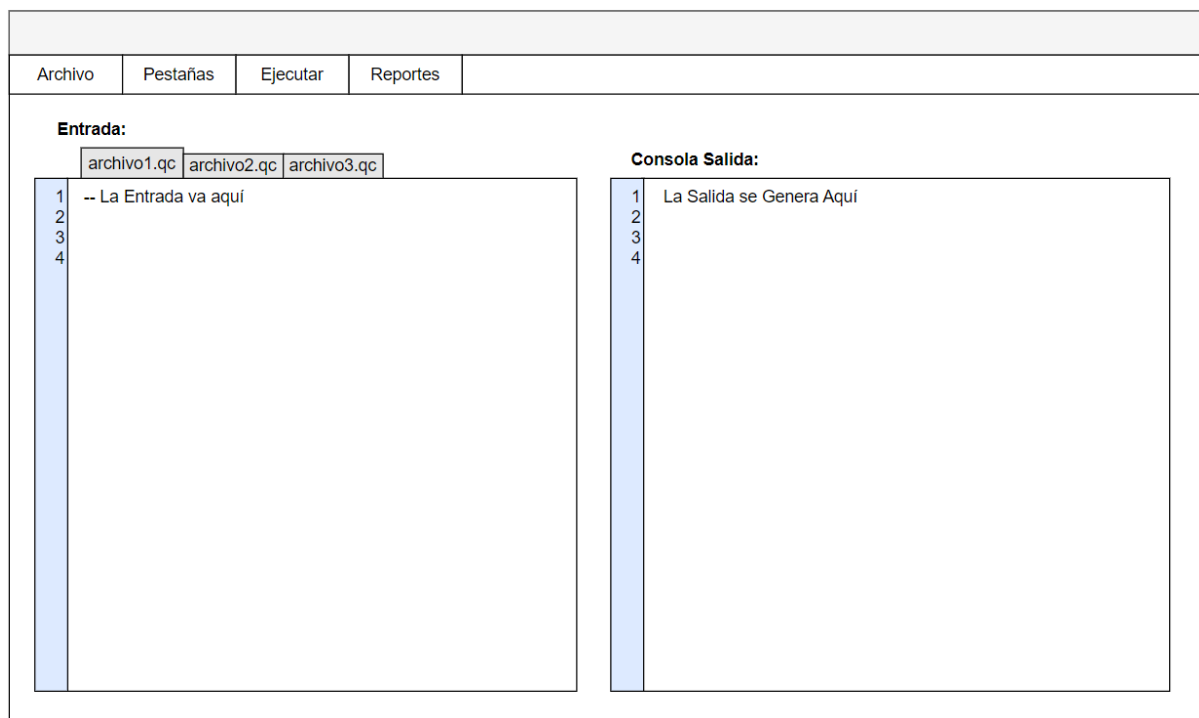 Archivo Pestañas Ejecutar Reportes
Entrada:
archivo1.qc archivo2.qc archivo3.qc
1 -- La Entrada va aquí
2
3
4
Consola Salida:
1 La Salida se Genera Aquí
2
3
4